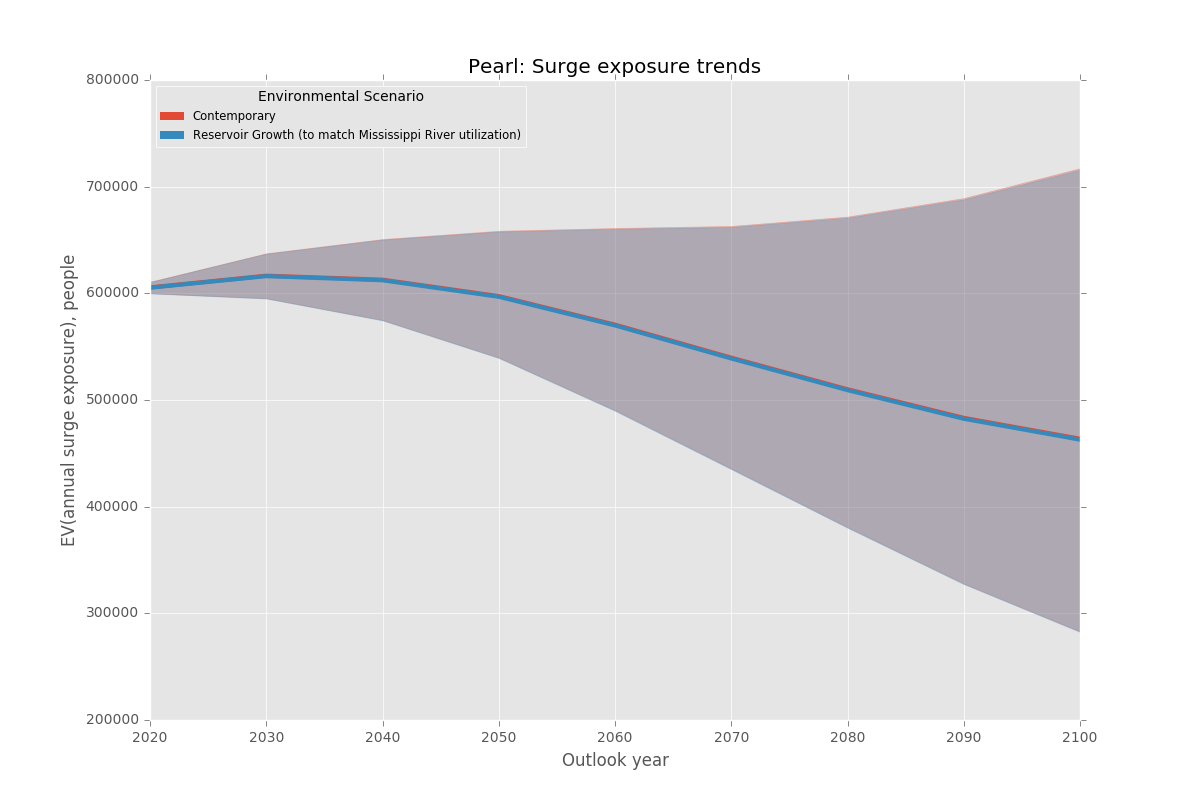 Pearl: Surge exposure trends
800000
700000
600000
500000
400000
300000
200000
EV(annual surge exposure), people
Environmental Scenario
Contemporary
Reservoir Growth (to match Mississippi River utilization)
2020 2030 2040 2050 2060 2070 2080 2090 2100
Outlook year